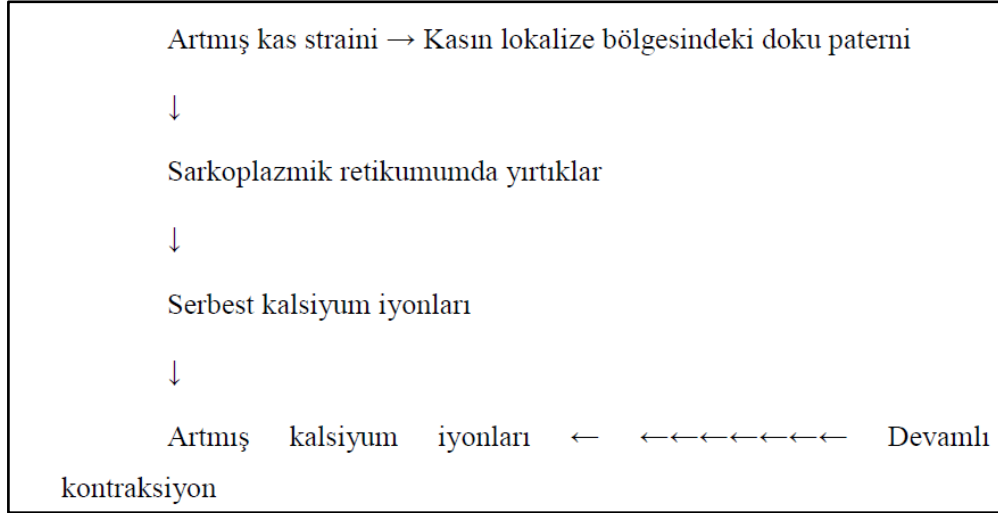 Artmış kas straini → Kasın lokalize bölgesindeki doku paterni
↓
Sarkoplazmik retikumumda yırtıklar
↓
Serbest kalsiyum iyonları
↓
Artmış kalsiyum iyonları ← ←←←←←←← Devamlı
kontraksiyon